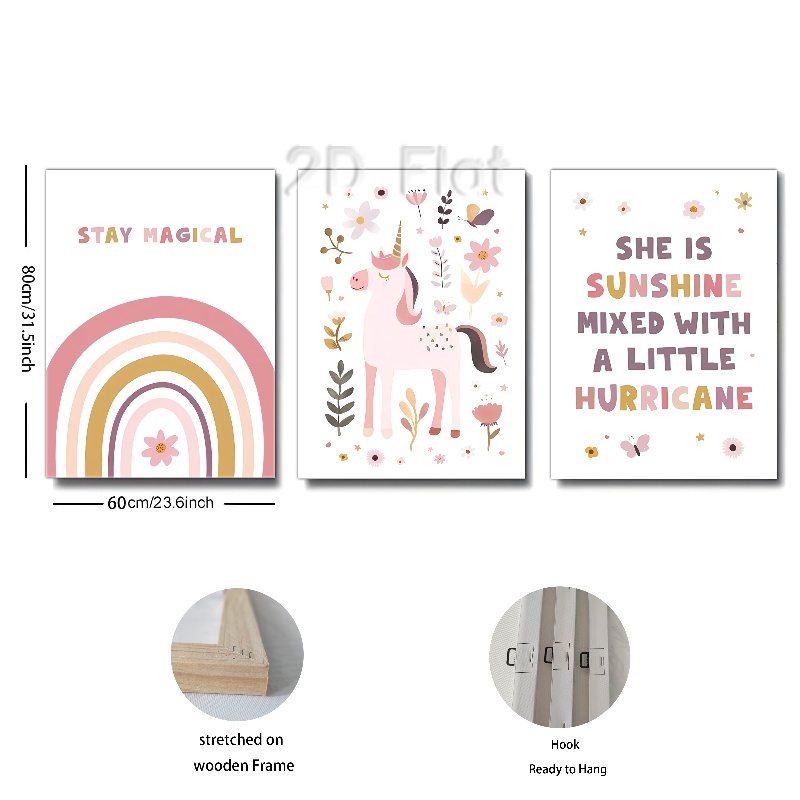 2D Flat
STAY MAGICAL
SHE IS
SUNSHINE
MIXED WITH
A LITTLE
HURRICANE
80cm/31.5inch
60cm/23.6inch
stretched on
wooden Frame
Hook
Ready to Hang